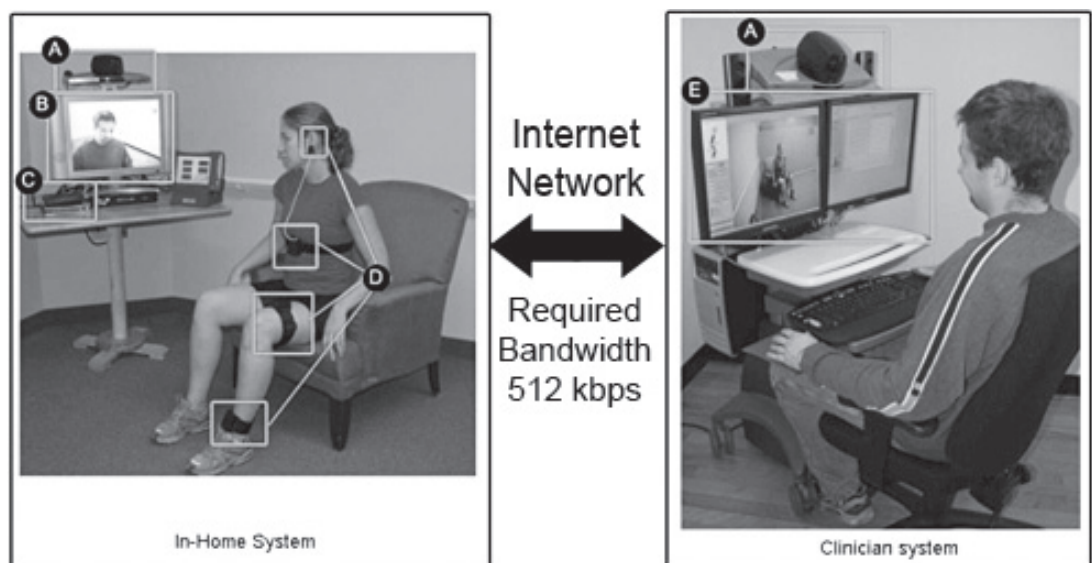 A
B
C
D
In-Home System
Internet
Network
Required
Bandwidth
512 kbps
A
E
Clinician system